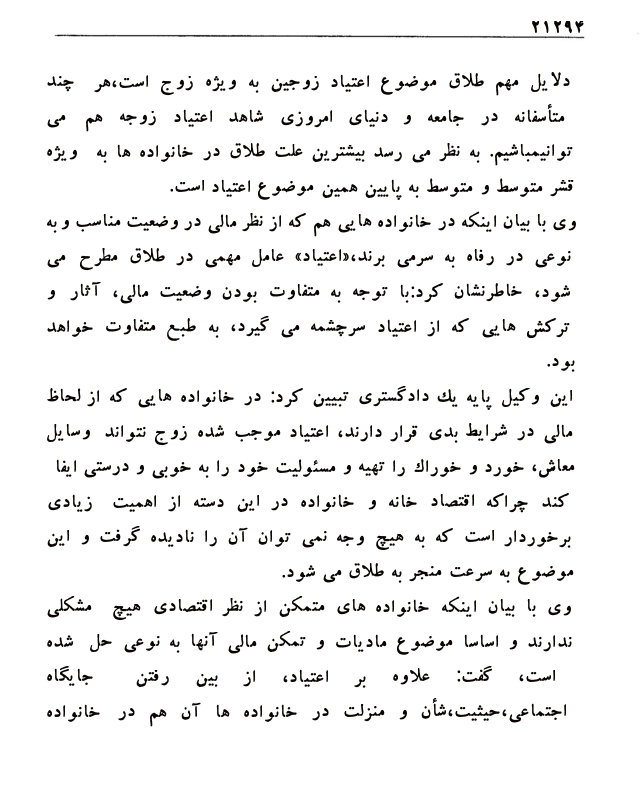 ۲۱۲۹۴
دلایل مهم طلاق موضوع اعتیاد زوجین به ویژه زوج است،هر چند
متأسفانه در جامعه و دنیای امروزی شاهد اعتیاد زوجه هم می
توانیمباشیم. به نظر می رسد بیشترین علت طلاق در خانواده ها به ویژه
قشر متوسط و متوسط به پایین همین موضوع اعتیاد است.
وی با بیان اینکه در خانواده هایی هم که از نظر مالی در وضعیت مناسب و به
نوعی در رفاه به سرمی برند،«اعتیاد» عامل مهمی در طلاق مطرح می
شود، خاطرنشان کرد:با توجه به متفاوت بودن وضعیت مالی، آثار و
ترکش هایی که از اعتیاد سرچشمه می گیرد، به طبع متفاوت خواهد
بود.
این وکیل پایه یك دادگستری تبیین کرد: در خانواده هایی که از لحاظ
مالی در شرایط بدی قرار دارند، اعتیاد موجب شده زوج نتواند وسایل
معاش، خورد و خوراك را تهیه و مسئولیت خود را به خوبی و درستی ایفا
کند چراکه اقتصاد خانه و خانواده در این دسته از اهمیت زیادی
برخوردار است که به هیچ وجه نمی توان آن را نادیده گرفت و این
موضوع به سرعت منجر به طلاق می شود.
وی با بیان اینکه خانواده های متمکن از نظر اقتصادی هیچ مشکلی
ندارند و اساسا موضوع مادیات و تمکن مالی آنها به نوعی حل شده
است، گفت: علاوه بر اعتیاد، از بین رفتن جایگاه
اجتماعی،حیثیت،شأن و منزلت در خانواده ها آن هم در خانواده